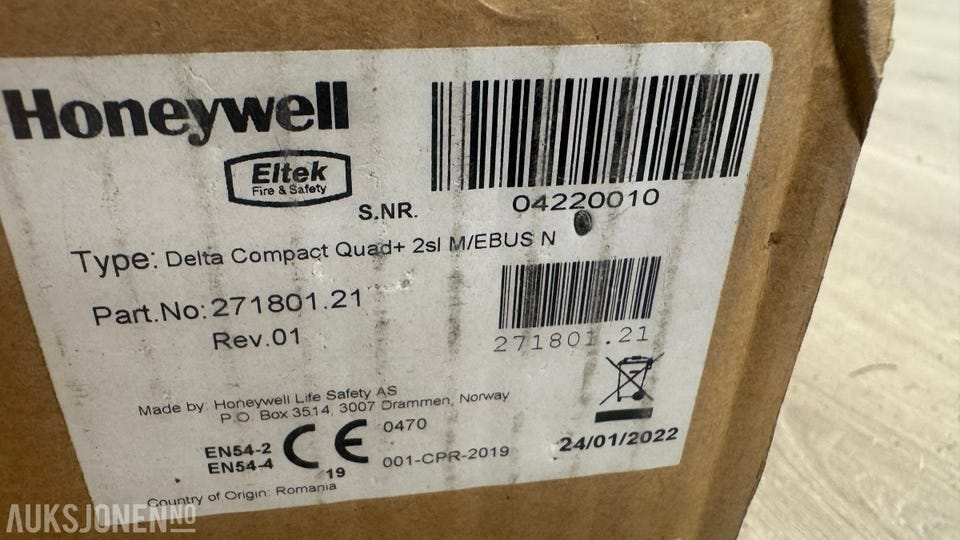 Honeywell
Eltek
Fire & Safety
S.NR. 04220010
Type: Delta Compact Quad+ 2sl M/EBUS N
Part.No: 271801.21
Rev.01
271801.21
Made by: Honeywell Life Safety AS
P.O. Box 3514, 3007 Drammen, Norway
EN54-2
EN54-4
CE
0470
19
001-CPR-2019
24/01/2022
Country of Origin: Romania
AUKSJONEN NO